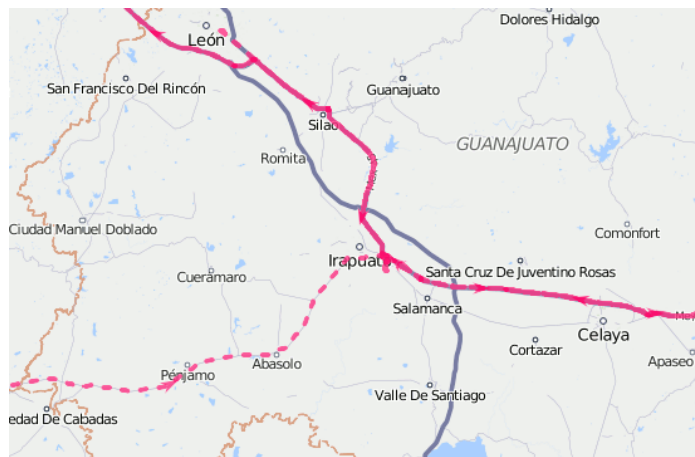 Dolores Hidalgo
León
San Francisco Del Rincón
Guanajuato
Silao
GUANAJUATO
Romita
Ciudad Manuel Doblado
Comonfort
Irapuato
Cuerámaro
Santa Cruz De Juventino Rosas
Salamanca
Celaya
Cortazar
Apaseo
Abasolo
Pénjamo
Valle De Santiago
edad De Cabadas